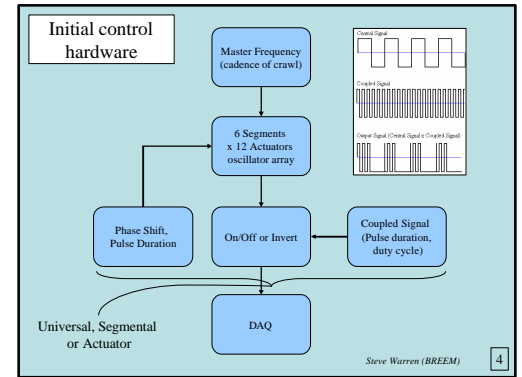 Initial control
hardware
Master Frequency
(cadence of crawl)
Central Signal
Coupled Signal
Output Signal (Central Signal x Coupled Signal)
6 Segments
x 12 Actuators
oscillator array
Phase Shift,
Pulse Duration
On/Off or Invert
Coupled Signal
(Pulse duration,
duty cycle)
Universal, Segmental
or Actuator
DAQ
Steve Warren (BREEM)
4